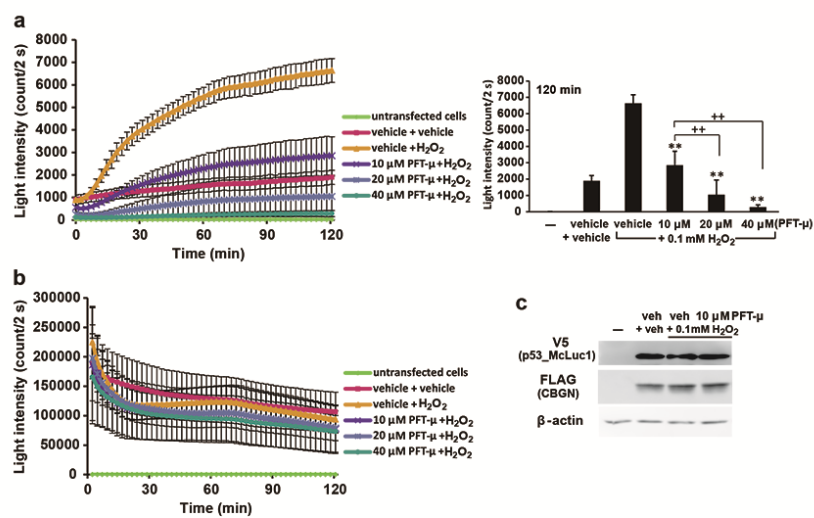 a
Light intensity (count/2 s)
8000
7000
6000
5000
4000
3000
2000
1000
0
0 30 60 90 120
Time (min)
untransfected cells
vehicle + vehicle
vehicle + H2O2
10 μM PFT-μ+H2O2
20 μM PFT-μ+H2O2
40 μM PFT-μ+H2O2
120 min
Light intensity (count/2 s)
8000
7000
6000
5000
4000
3000
2000
1000
0
++
++
** ** **
— vehicle vehicle 10 μM 20 μM 40 μM(PFT-μ)
+ vehicle + 0.1 mM H2O2
b
Light intensity (count/2 s)
300000
250000
200000
150000
100000
50000
0
0 30 60 90 120
Time (min)
untransfected cells
vehicle + vehicle
vehicle + H2O2
10 μM PFT-μ +H2O2
20 μM PFT-μ +H2O2
40 μM PFT-μ +H2O2
c
veh veh 10 μM PFT-μ
— + veh + 0.1mM H2O2
V5
(p53_McLuc1)
FLAG
(CBGN)
β-actin